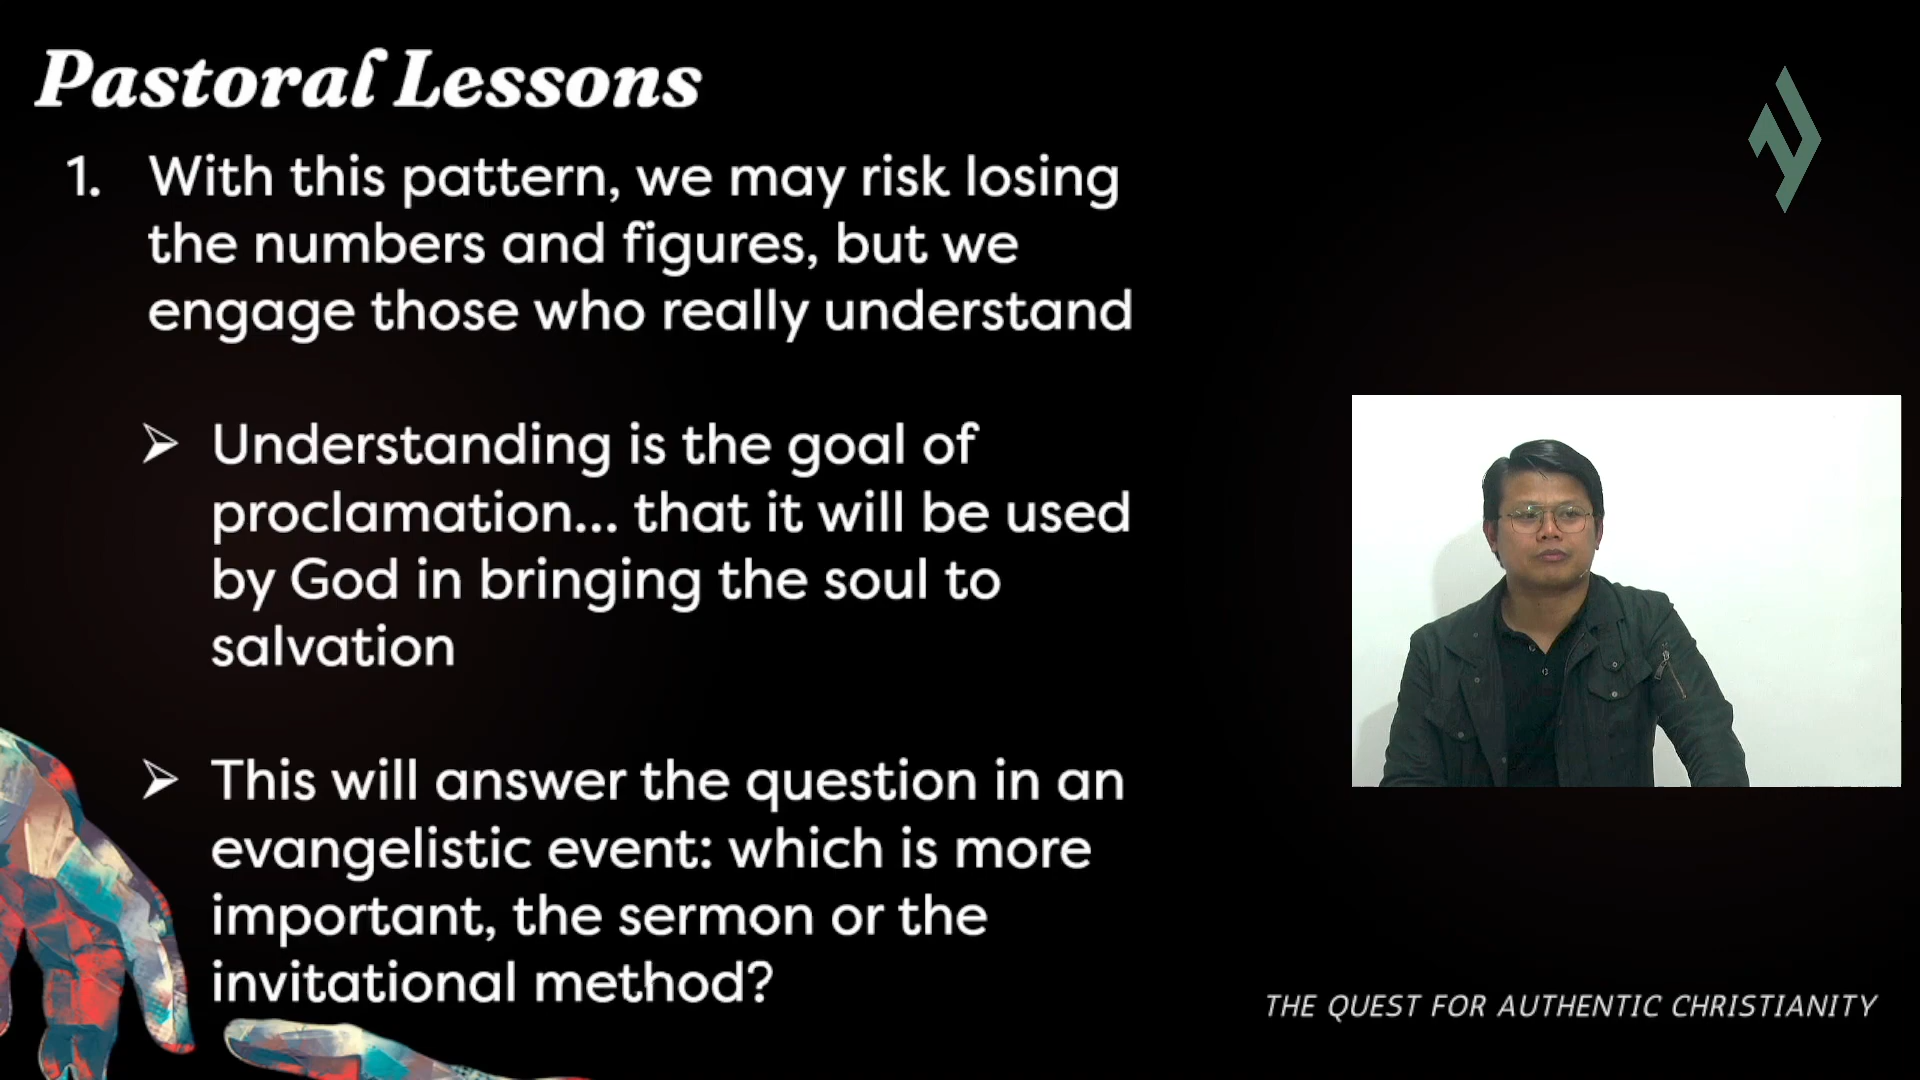 Pastoral Lessons
1. With this pattern, we may risk losing
the numbers and figures, but we
engage those who really understand
➢ Understanding is the goal of
proclamation... that it will be used
by God in bringing the soul to
salvation
➢ This will answer the question in an
evangelistic event: which is more
important, the sermon or the
invitational method?
THE QUEST FOR AUTHENTIC CHRISTIANITY